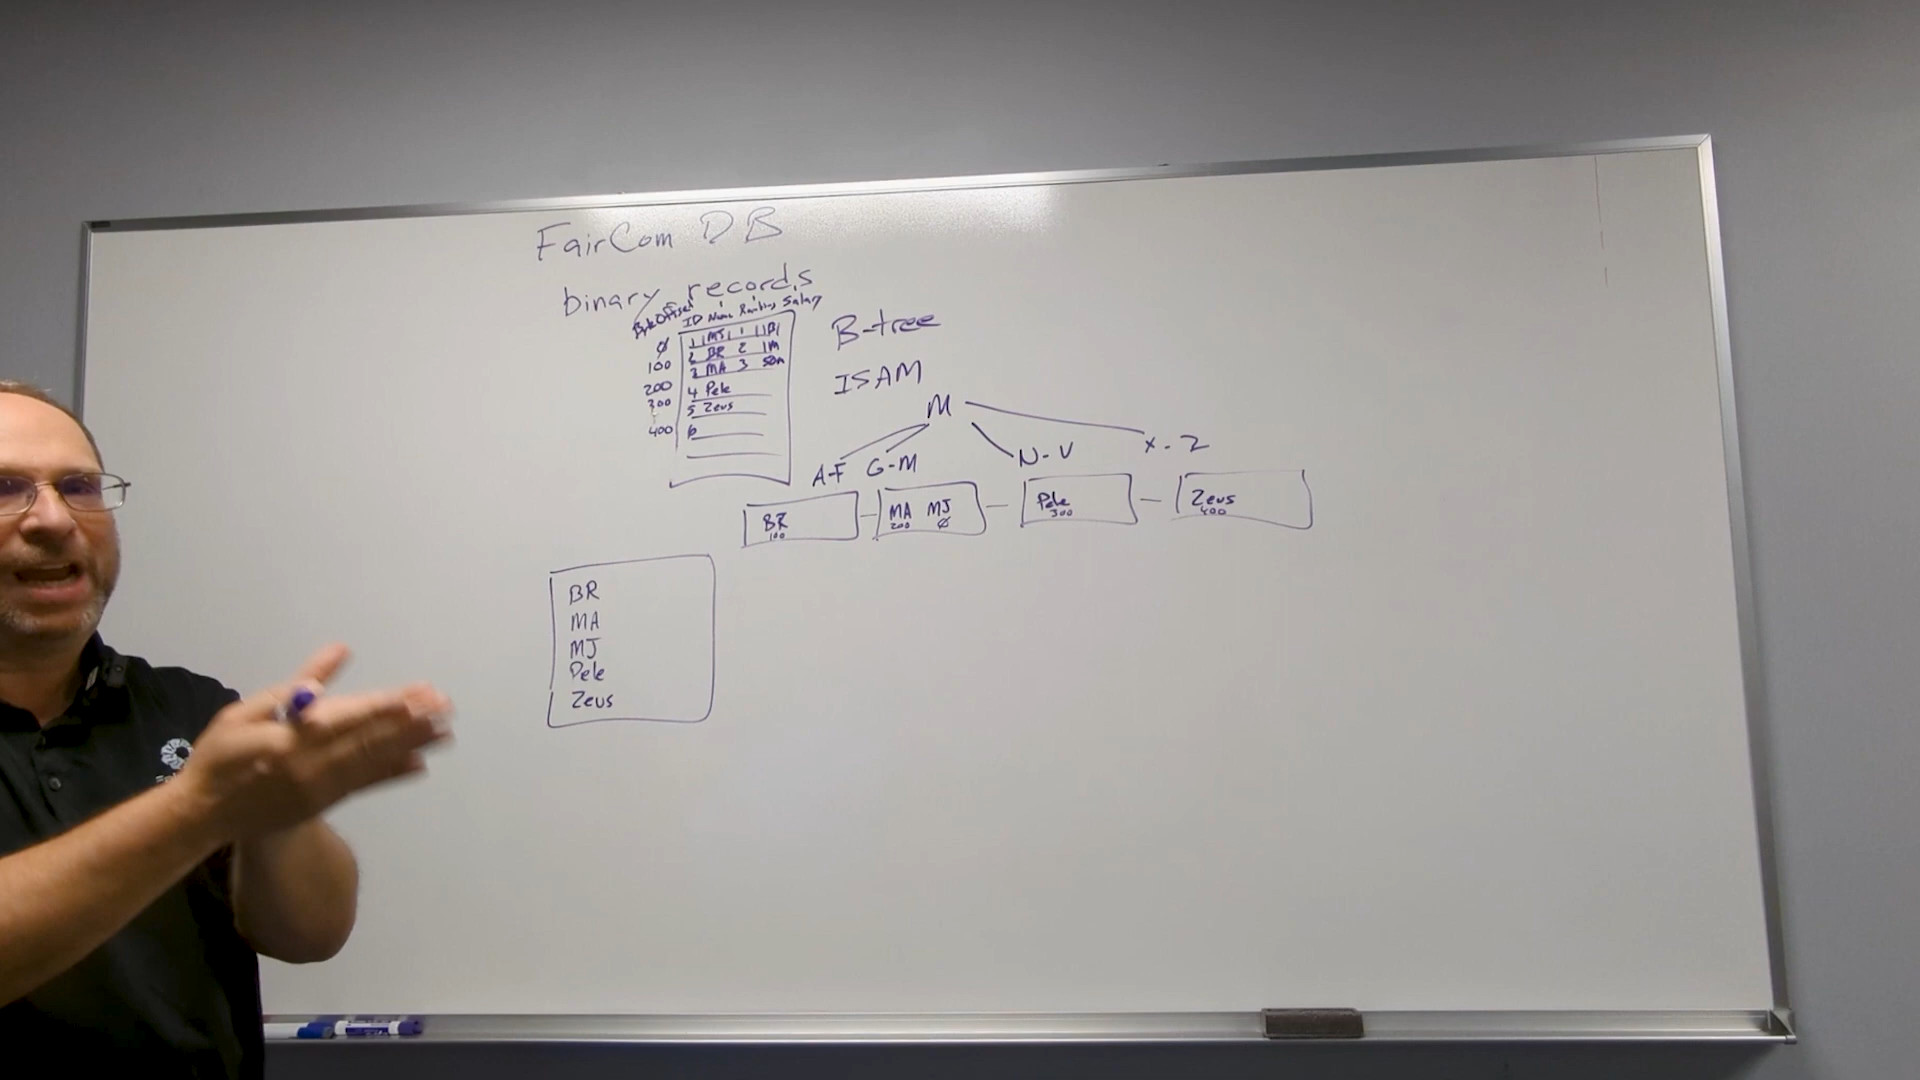 FairCom DB
binary records
Byte Offset ID Name Ranking Salary
Ø 1 MJ 1 1B
100 2 BR 2 1M
200 3 MA 3 50m
300 4 Pele
400 5 Zeus
6
B-tree
ISAM
M
A-F G-M N-V X-Z
BR MA MJ Pele Zeus
100 200 Ø 300 400
BR
MA
MJ
Pele
Zeus